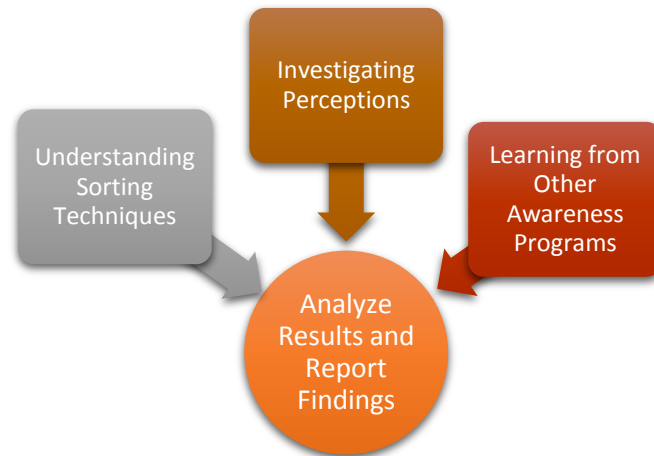 Investigating
Perceptions
Understanding
Sorting
Techniques
Learning from
Other
Awareness
Programs
Analyze
Results and
Report
Findings